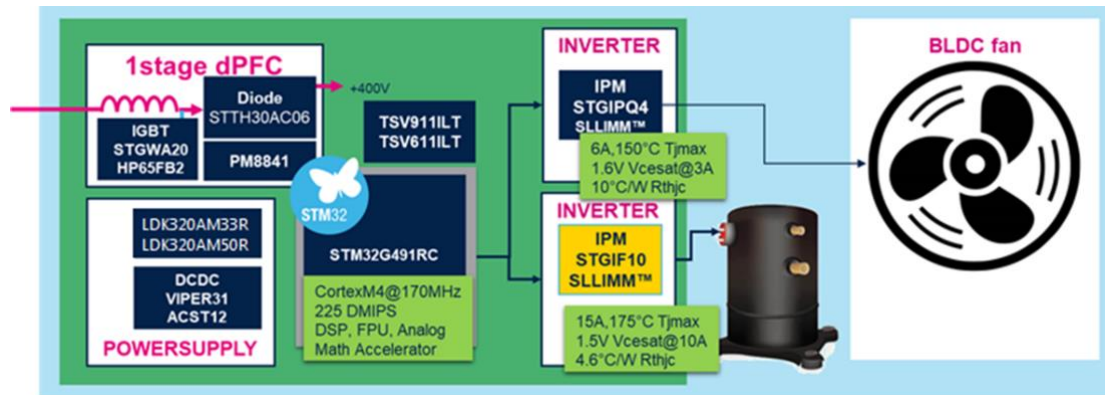 1stage dPFC
Diode
STTH30AC06
IGBT
STGWA20
HP65FB2
PM8841
+400V
TSV911ILT
TSV611ILT
STM32
STM32G491RC
CortexM4@170MHz
225 DMIPS
DSP, FPU, Analog
Math Accelerator
LDK320AM33R
LDK320AM50R
DCDC
VIPER31
ACST12
POWERSUPPLY
INVERTER
IPM
STGIPQ4
SLLIMM™
6A,150°C Tjmax
1.6V Vcesat@3A
10°C/W Rthjc
INVERTER
IPM
STGIF10
SLLIMM™
15A,175°C Tjmax
1.5V Vcesat@10A
4.6°C/W Rthjc
BLDC fan